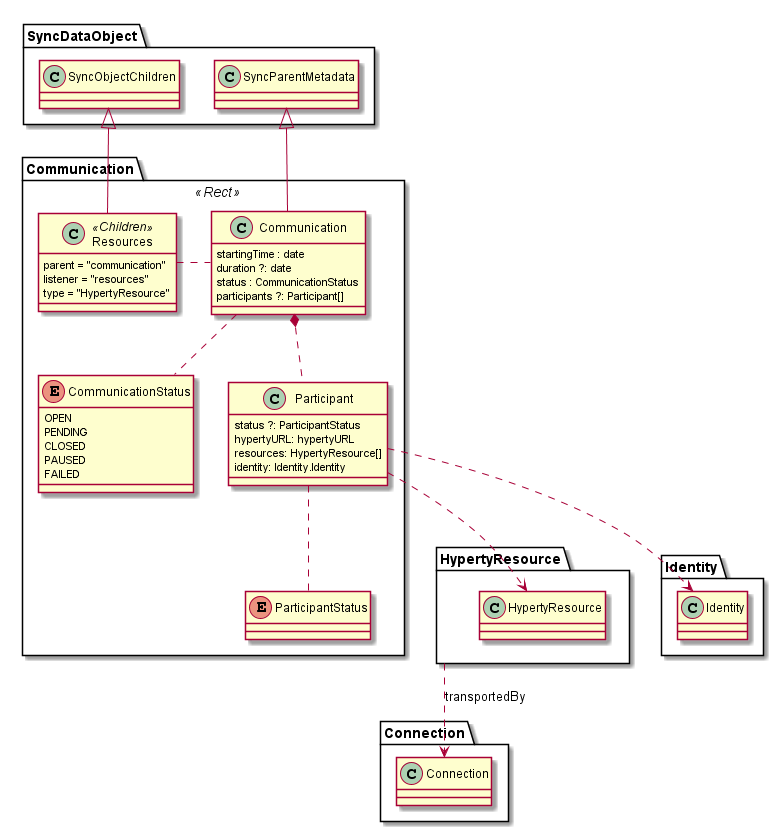 SyncDataObject
C SyncObjectChildren
C SyncParentMetadata
Communication
«Rect»
C «Children»
Resources
parent = "communication"
listener = "resources"
type = "HypertyResource"
C Communication
startingTime : date
duration ?: date
status : CommunicationStatus
participants ?: Participant[]
E CommunicationStatus
OPEN
PENDING
CLOSED
PAUSED
FAILED
C Participant
status ?: ParticipantStatus
hypertyURL: hypertyURL
resources: HypertyResource[]
identity: Identity.Identity
E ParticipantStatus
HypertyResource
C HypertyResource
Identity
C Identity
transportedBy
Connection
C Connection